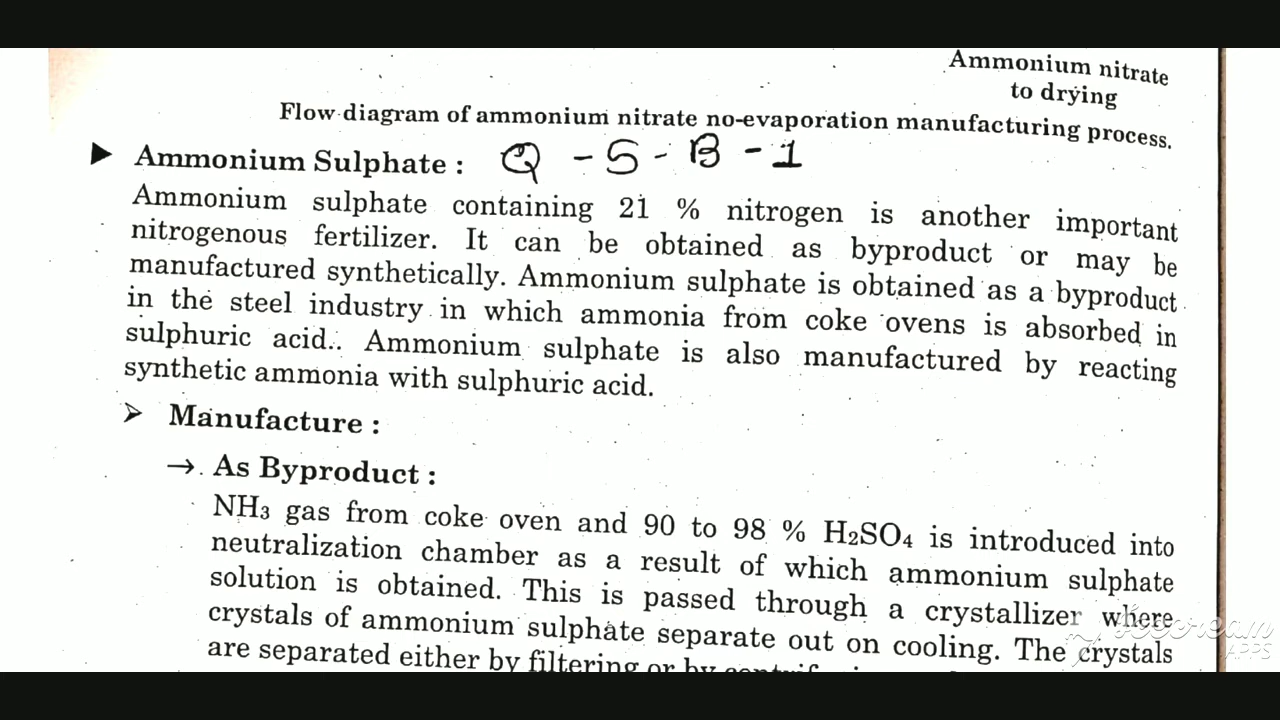 Ammonium nitrate
to drying
Flow diagram of ammonium nitrate no-evaporation manufacturing process.
▶ Ammonium Sulphate : Q - S - B - 1
Ammonium sulphate containing 21 % nitrogen is another important
nitrogenous fertilizer. It can be obtained as byproduct or may be
manufactured synthetically. Ammonium sulphate is obtained as a byproduct
in the steel industry in which ammonia from coke ovens is absorbed in
sulphuric acid.. Ammonium sulphate is also manufactured by reacting
synthetic ammonia with sulphuric acid.
➢ Manufacture :
→ As Byproduct :
NH₃ gas from coke oven and 90 to 98 % H₂SO₄ is introduced into
neutralization chamber as a result of which ammonium sulphate
solution is obtained. This is passed through a crystallizer where
crystals of ammonium sulphate separate out on cooling. The crystals
are separated either by filtering or by
APPS